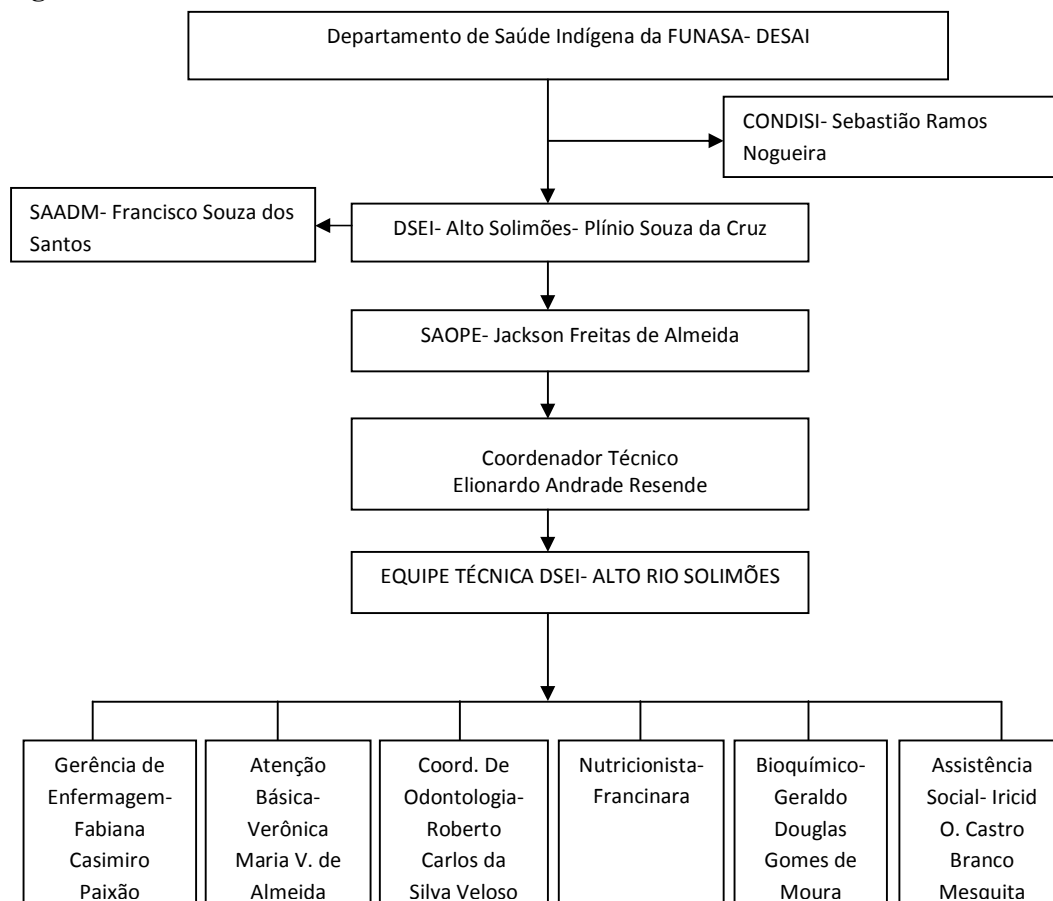 Departamento de Saúde Indígena da FUNASA- DESAI
CONDISI- Sebastião Ramos
Nogueira
SAADM- Francisco Souza dos
Santos
DSEI- Alto Solimões- Plínio Souza da Cruz
SAOPE- Jackson Freitas de Almeida
Coordenador Técnico
Elionardo Andrade Resende
EQUIPE TÉCNICA DSEI- ALTO RIO SOLIMÕES
Gerência de
Enfermagem-
Fabiana
Casimiro
Paixão
Atenção
Básica-
Verônica
Maria V. de
Almeida
Coord. De
Odontologia-
Roberto
Carlos da
Silva Veloso
Nutricionista-
Francinara
Bioquímico-
Geraldo
Douglas
Gomes de
Moura
Assistência
Social- Iricid
O. Castro
Branco
Mesquita